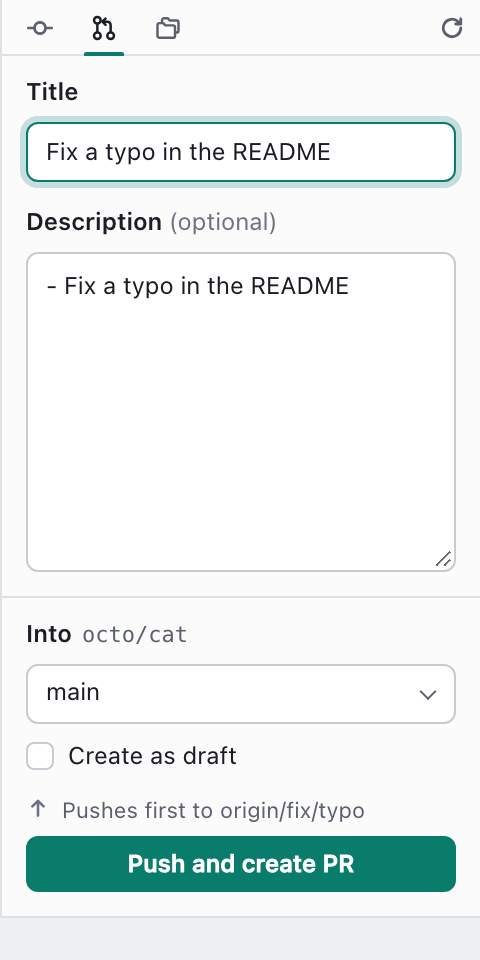 Title
Fix a typo in the README
Description (optional)
- Fix a typo in the README
Into octo/cat
main
Create as draft
Pushes first to origin/fix/typo
Push and create PR